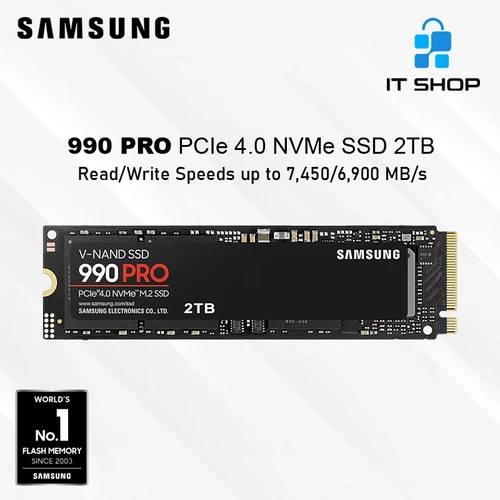 SAMSUNG
IT SHOP
990 PRO PCIe 4.0 NVMe SSD 2TB
Read/Write Speeds up to 7,450/6,900 MB/s
V-NAND SSD
990 PRO
PCIe® 4.0 NVMe™ M.2 SSD
www.samsung.com/ssd
SAMSUNG ELECTRONICS CO., LTD.
2TB
SAMSUNG
WORLD'S
No.1
FLASH MEMORY
SINCE 2003
SAMSUNG